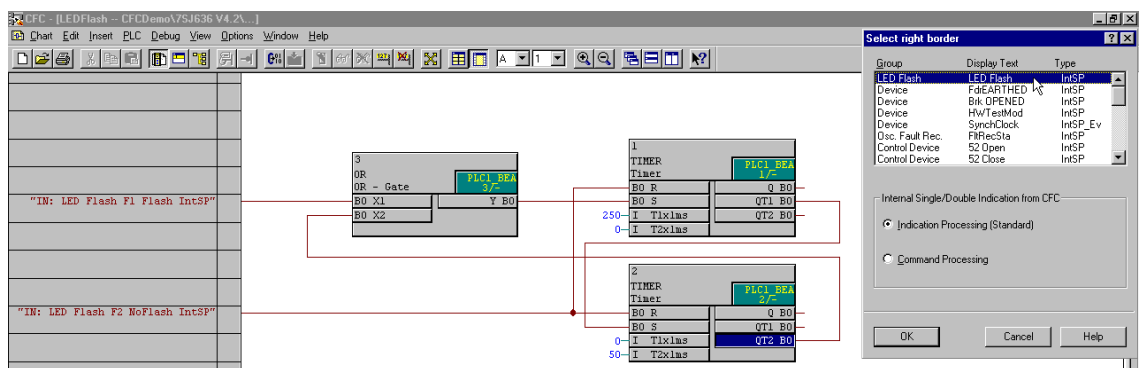 CFC - [LEDFlash -- CFCDemo\7SJ636 V4.2\...]
Chart Edit Insert PLC Debug View Options Window Help
A 1
3
OR
OR - Gate
PLC1_BEA
3/-
BO X1 Y BO
BO X2
"IN: LED Flash F1 Flash IntSP"
"IN: LED Flash F2 NoFlash IntSP"
1
TIMER
Timer
PLC1_BEA
1/-
BO R Q BO
BO S QT1 BO
250 I T1x1ms QT2 BO
0 I T2x1ms
2
TIMER
Timer
PLC1_BEA
2/-
BO R Q BO
BO S QT1 BO
0 I T1x1ms QT2 BO
50 I T2x1ms
Select right border
Group Display Text Type
LED Flash LED Flash IntSP
Device FdrEARTHED IntSP
Device Brk OPENED IntSP
Device HWTestMod IntSP
Device SynchClock IntSP_Ev
Osc. Fault Rec. FltRecSta IntSP
Control Device 52 Open IntSP
Control Device 52 Close IntSP
Internal Single/Double Indication from CFC
Indication Processing (Standard)
Command Processing
OK Cancel Help